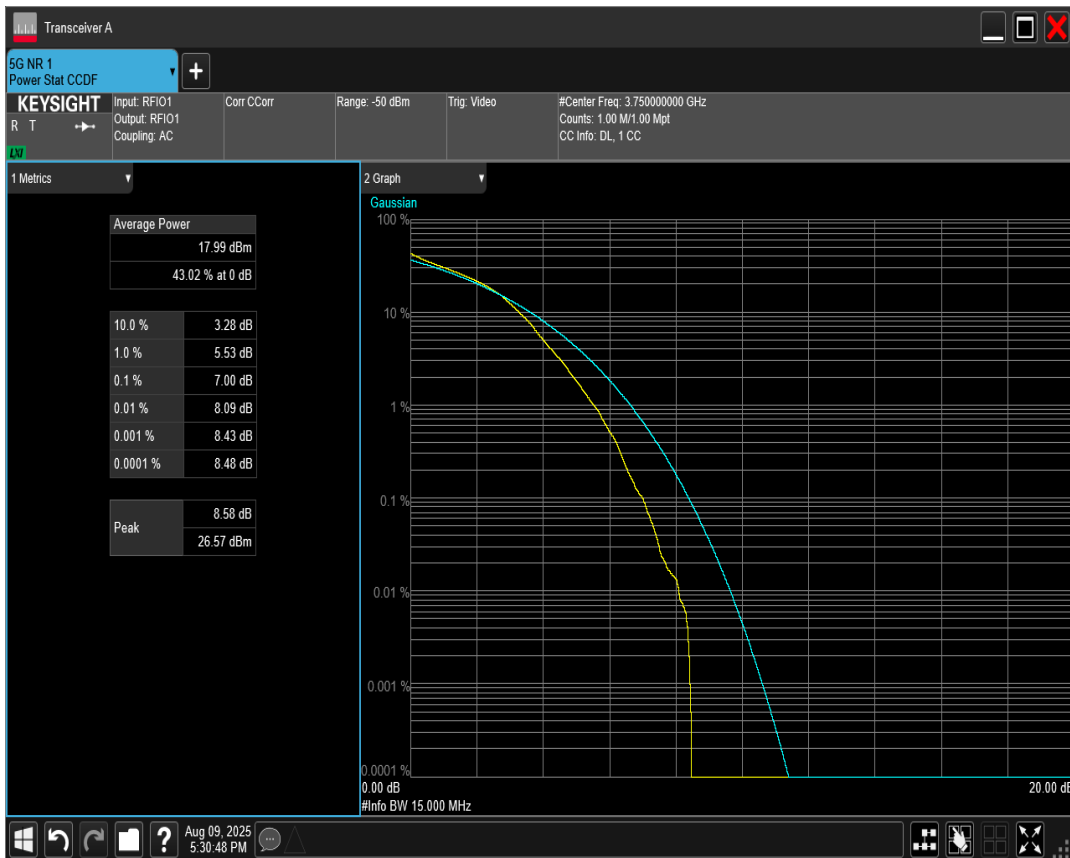 Transceiver A
5G NR 1
Power Stat CCDF
KEYSIGHT
R T
LXI
Input: RFIO1
Output: RFIO1
Coupling: AC
Corr CCorr
Range: -50 dBm
Trig: Video
#Center Freq: 3.750000000 GHz
Counts: 1.00 M/1.00 Mpt
CC Info: DL, 1 CC
1 Metrics
Average Power
17.99 dBm
43.02 % at 0 dB
10.0 % 3.28 dB
1.0 % 5.53 dB
0.1 % 7.00 dB
0.01 % 8.09 dB
0.001 % 8.43 dB
0.0001 % 8.48 dB
Peak 8.58 dB
26.57 dBm
2 Graph
Gaussian
100 %
10 %
1 %
0.1 %
0.01 %
0.001 %
0.0001 %
0.00 dB 20.00 dB
#Info BW 15.000 MHz
Aug 09, 2025
5:30:48 PM